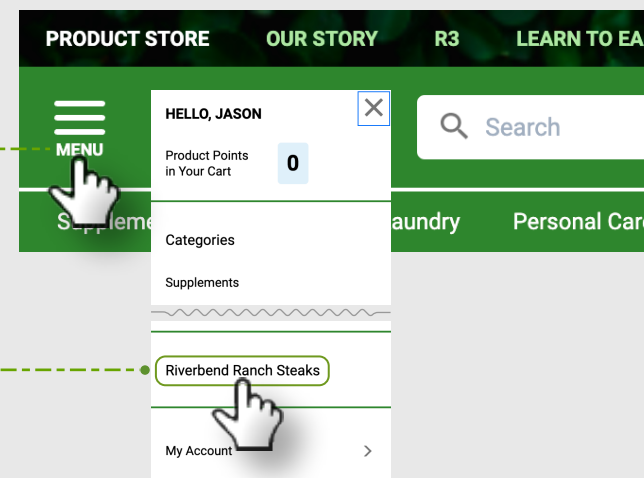 PRODUCT STORE OUR STORY R3 LEARN TO EA
MENU
HELLO, JASON
Search
Product Points
in Your Cart
0
aundry Personal Car
Categories
Supplements
Riverbend Ranch Steaks
My Account